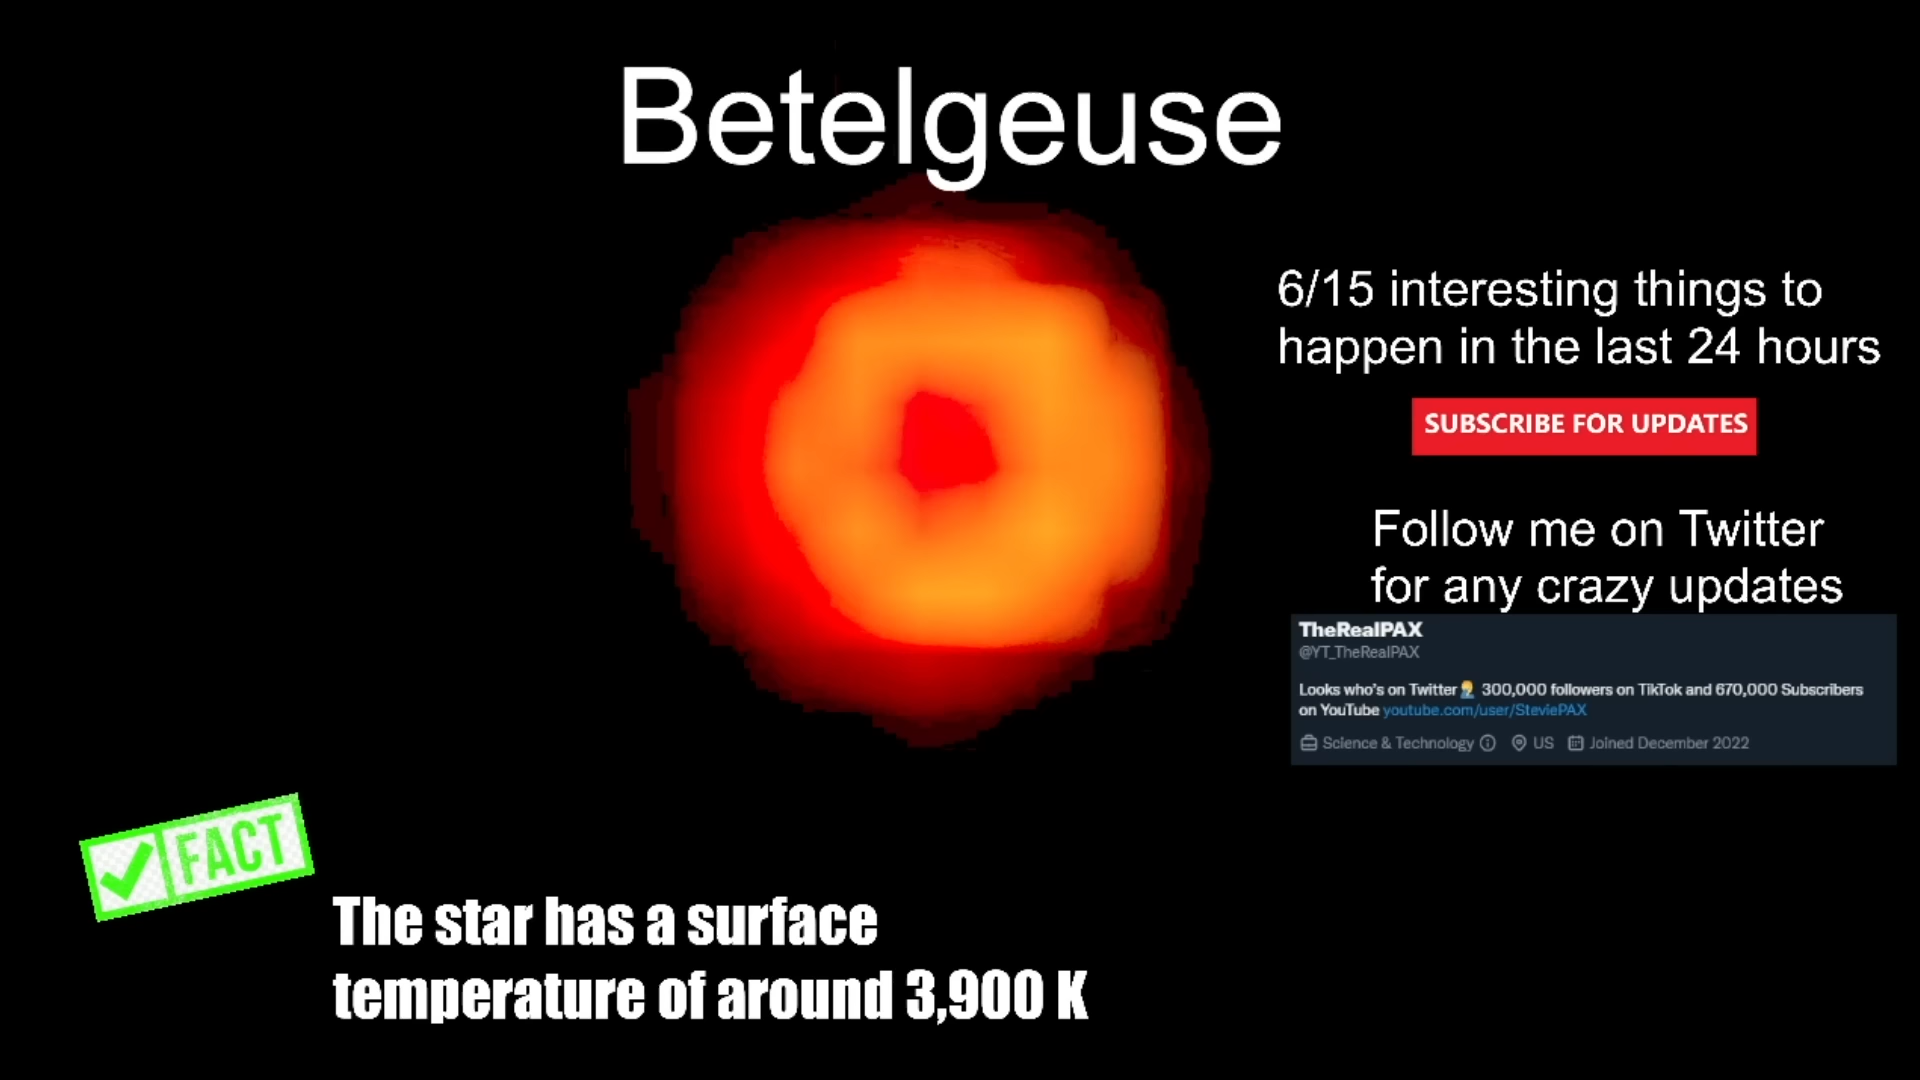 Betelgeuse
6/15 interesting things to
happen in the last 24 hours
SUBSCRIBE FOR UPDATES
Follow me on Twitter
for any crazy updates
TheRealPAX
@YT_TheRealPAX
Looks who's on Twitter 300,000 followers on TikTok and 670,000 Subscribers
on YouTube youtube.com/user/SteviePAX
Science & Technology US Joined December 2022
FACT
The star has a surface
temperature of around 3,900 K